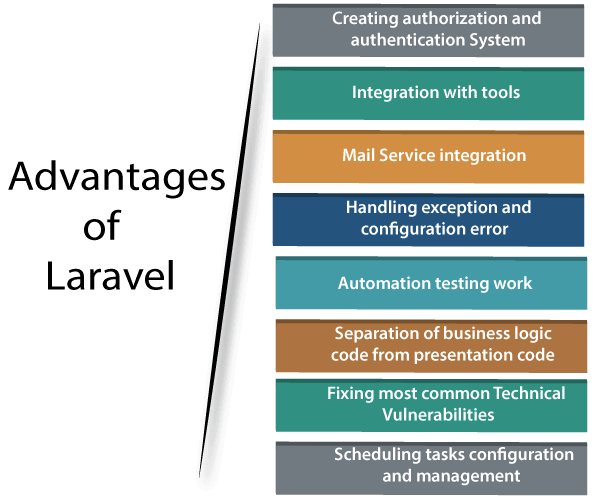 Advantages
of
Laravel
Creating authorization and
authentication System
Integration with tools
Mail Service integration
Handling exception and
configuration error
Automation testing work
Separation of business logic
code from presentation code
Fixing most common Technical
Vulnerabilities
Scheduling tasks configuration
and management